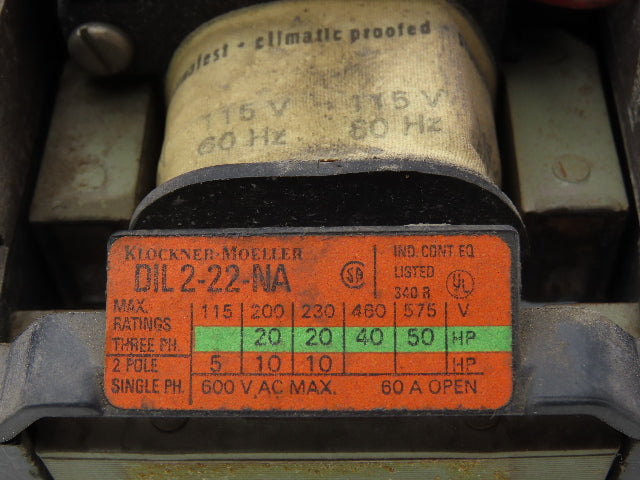 - climatic proofed
115 V 115 V
60 Hz 60 Hz
KLOCKNER-MOELLER
DIL 2-22-NA
SA
IND. CONT. EQ.
LISTED
340 R
UL
MAX. RATINGS 115 200 230 460 575 V
THREE PH. 20 20 40 50 HP
2 POLE SINGLE PH. 5 10 10 HP
600 V AC MAX. 60 A OPEN